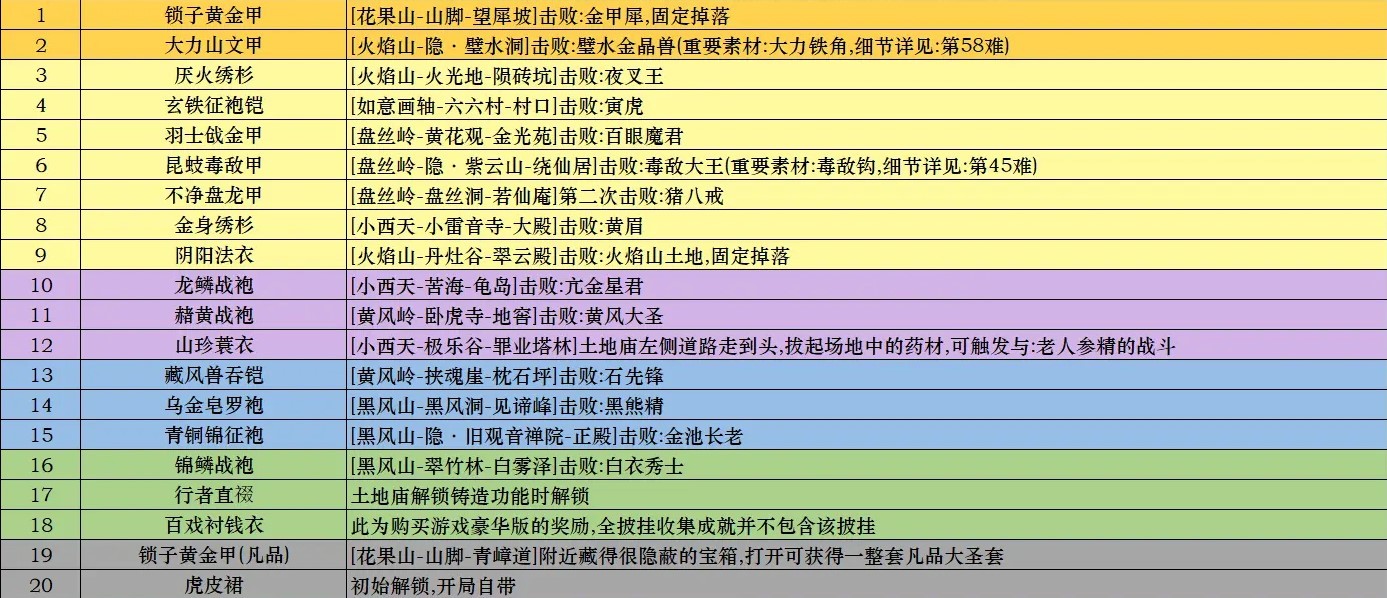 1 锁子黄金甲 [花果山-山脚-望犀坡]击败:金甲犀,固定掉落
2 大力山文甲 [火焰山-隐·璧水洞]击败:璧水金晶兽(重要素材:大力铁角,细节详见:第58难)
3 厌火绣衫 [火焰山-火光地-陨砖坑]击败:夜叉王
4 玄铁征袍铠 [如意画轴-六六村-村口]击败:寅虎
5 羽士戗金甲 [盘丝岭-黄花观-金光苑]击败:百眼魔君
6 昆蚑毒敌甲 [盘丝岭-隐·紫云山-绕仙居]击败:毒敌大王(重要素材:毒敌钩,细节详见:第45难)
7 不净盘龙甲 [盘丝岭-盘丝洞-若仙庵]第二次击败:猪八戒
8 金身绣衫 [小西天-小雷音寺-大殿]击败:黄眉
9 阴阳法衣 [火焰山-丹灶谷-翠云殿]击败:火焰山土地,固定掉落
10 龙鳞战袍 [小西天-苦海-龟岛]击败:亢金星君
11 赭黄战袍 [黄风岭-卧虎寺-地窖]击败:黄风大圣
12 山珍蓑衣 [小西天-极乐谷-罪业塔林]土地庙左侧道路走到头,拔起场地中的药材,可触发与:老人参精的战斗
13 藏风兽吞铠 [黄风岭-挟魂崖-枕石坪]击败:石先锋
14 乌金皂罗袍 [黑风山-黑风洞-见谛峰]击败:黑熊精
15 青铜锦征袍 [黑风山-隐·旧观音禅院-正殿]击败:金池长老
16 锦鳞战袍 [黑风山-翠竹林-白雾泽]击败:白衣秀士
17 行者直裰 土地庙解锁铸造功能时解锁
18 百戏衬钱衣 此为购买游戏豪华版的奖励,全披挂收集成就并不包含该披挂
19 锁子黄金甲(凡品) [花果山-山脚-青嶂道]附近藏得很隐蔽的宝箱,打开可获得一整套凡品大圣套
20 虎皮裙 初始解锁,开局自带